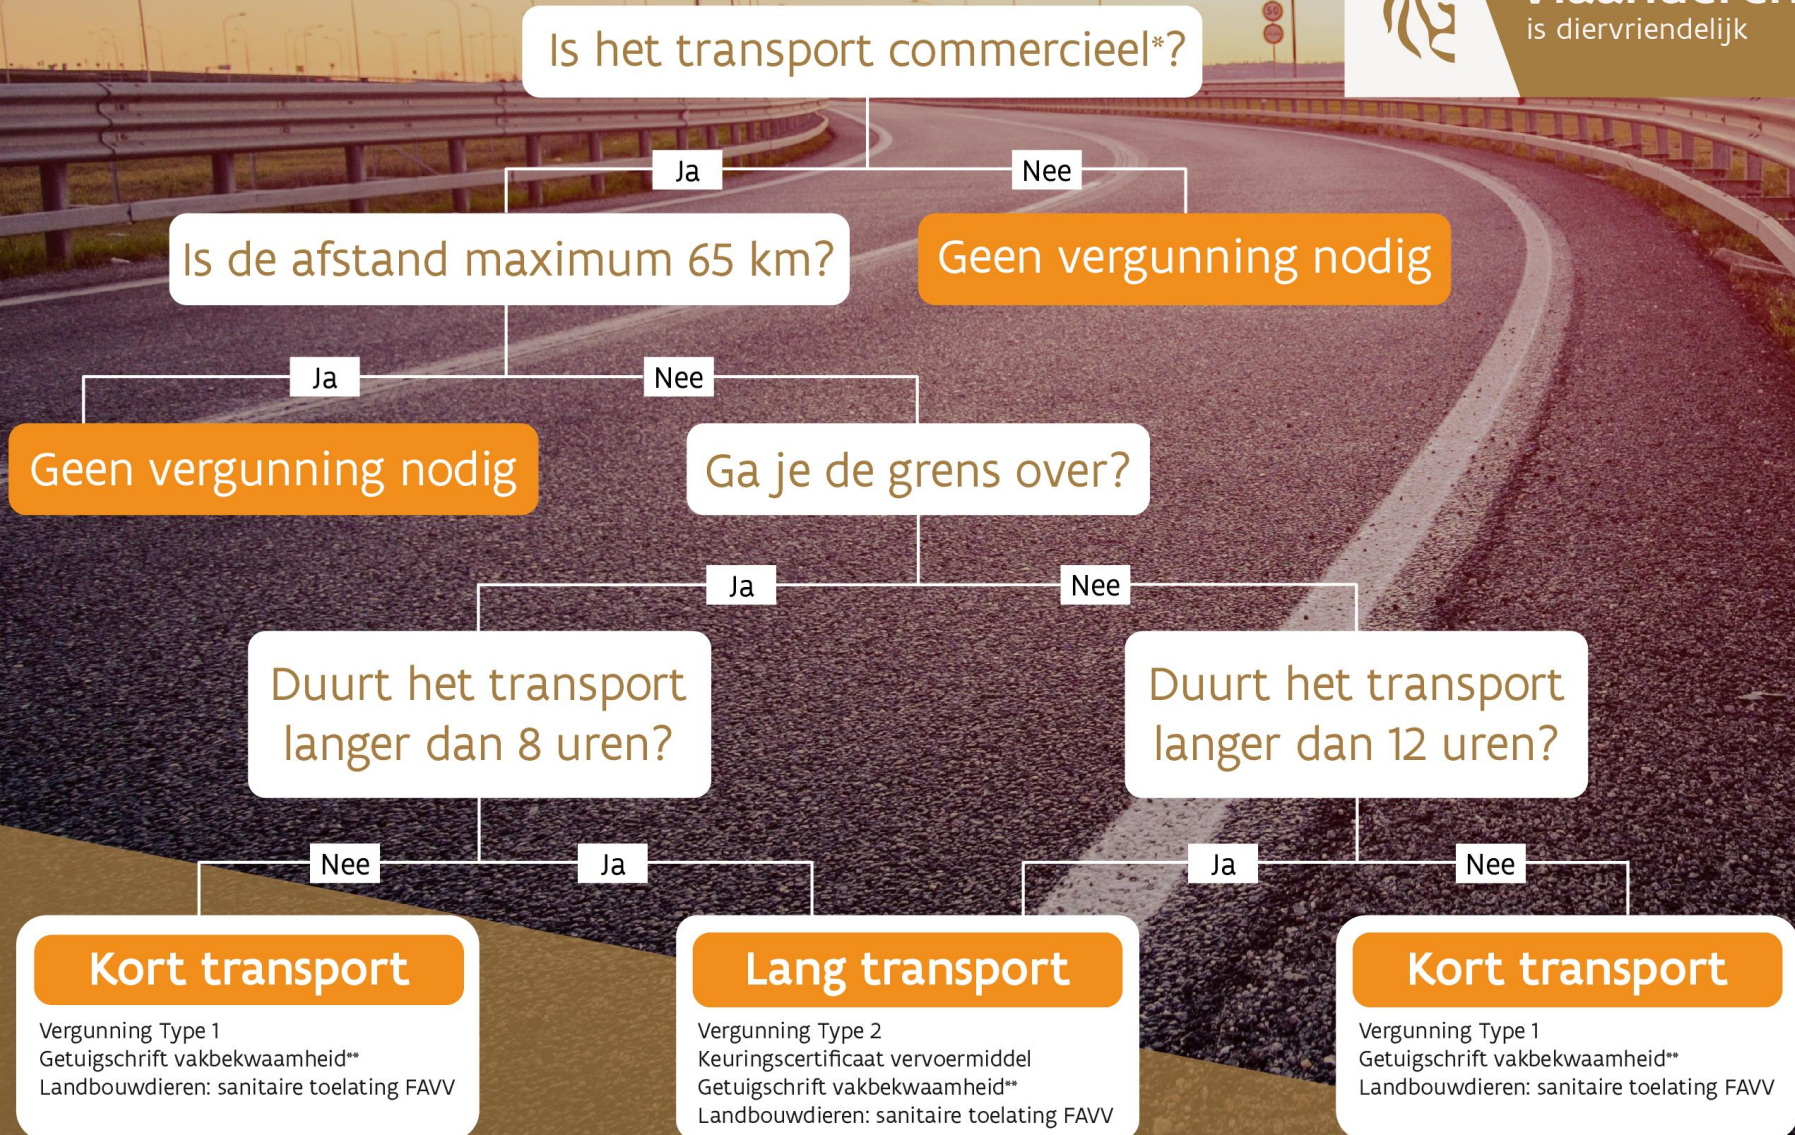 is diervriendelijk
Is het transport commercieel*?
Ja
Nee
Is de afstand maximum 65 km?
Geen vergunning nodig
Ja
Nee
Geen vergunning nodig
Ga je de grens over?
Ja
Nee
Duurt het transport
langer dan 8 uren?
Duurt het transport
langer dan 12 uren?
Nee
Ja
Ja
Nee
Kort transport
Vergunning Type 1
Getuigschrift vakbekwaamheid**
Landbouwdieren: sanitaire toelating FAVV
Lang transport
Vergunning Type 2
Keuringscertificaat vervoermiddel
Getuigschrift vakbekwaamheid**
Landbouwdieren: sanitaire toelating FAVV
Kort transport
Vergunning Type 1
Getuigschrift vakbekwaamheid**
Landbouwdieren: sanitaire toelating FAVV